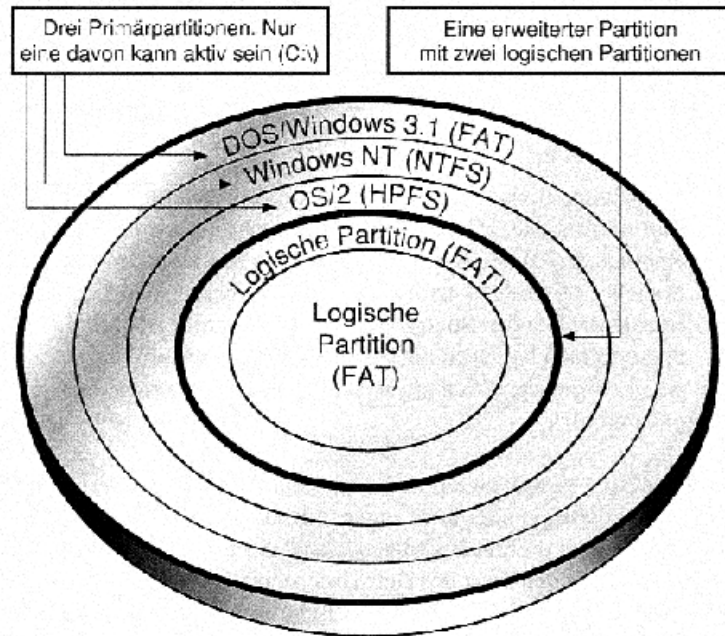 Drei Primärpartitionen. Nur
eine davon kann aktiv sein (C:\)
Eine erweiterter Partition
mit zwei logischen Partitionen
DOS/Windows 3.1 (FAT)
Windows NT (NTFS)
OS/2 (HPFS)
Logische Partition (FAT)
Logische
Partition
(FAT)